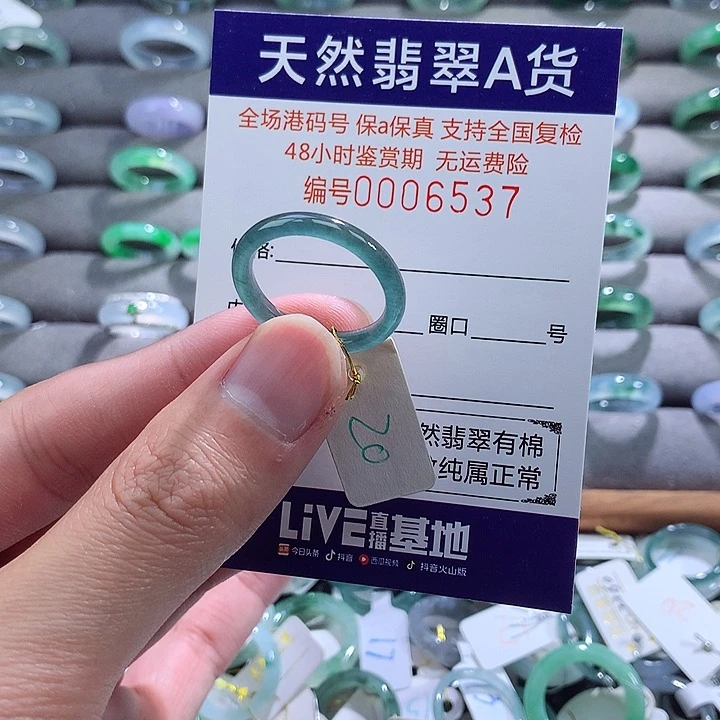 天然翡翠A货
全场港码号 保a保真 支持全国复检
48小时鉴赏期 无运费险
编号0006537
格:
圈口 号
20
然翡翠有棉
纯属正常
LiVE直播基地
今日头条 抖音 西瓜视频 抖音火山版
17